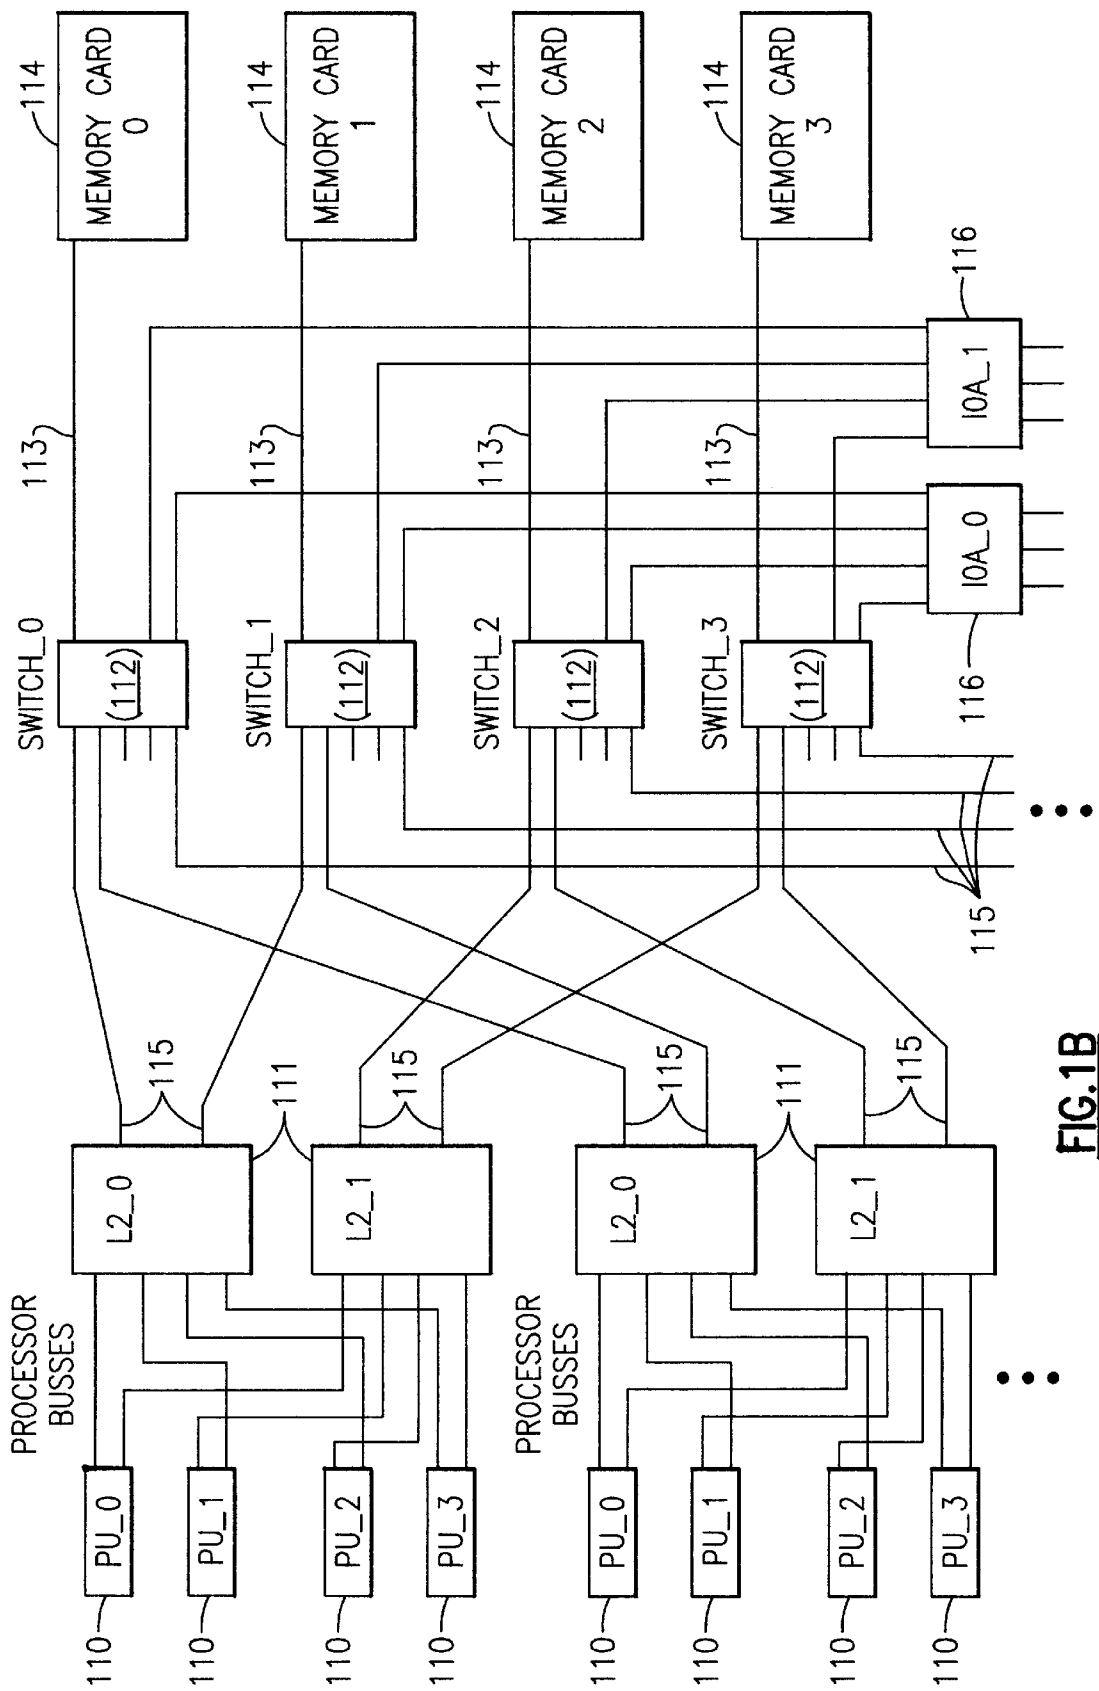 114
MEMORY CARD
0
114
MEMORY CARD
1
114
MEMORY CARD
2
114
MEMORY CARD
3
113
113
113
113
116
IOA_1
IOA_0
116
SWITCH_0
(112)
SWITCH_1
(112)
SWITCH_2
(112)
SWITCH_3
(112)
115
115
115
115
115
111
111
L2_0
L2_1
L2_0
L2_1
PROCESSOR
BUSSES
PROCESSOR
BUSSES
PU_0
PU_1
PU_2
PU_3
PU_0
PU_1
PU_2
PU_3
110
110
110
110
110
110
110
110
FIG.1B